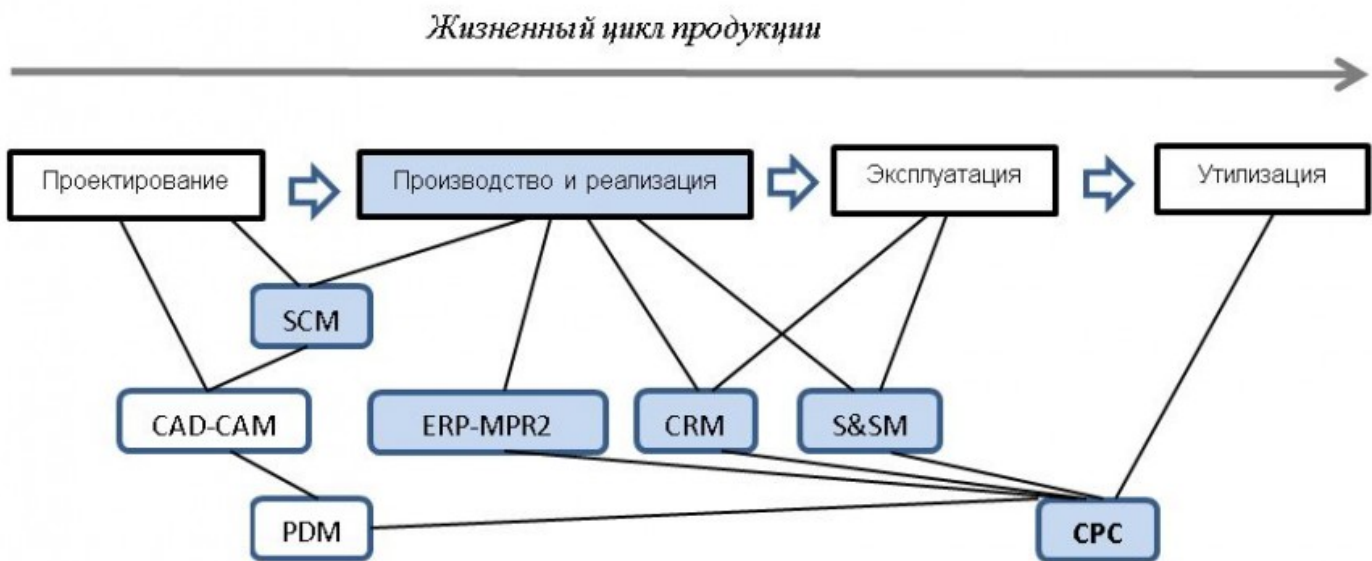 Жизненный цикл продукции
Проектирование
Производство и реализация
Эксплуатация
Утилизация
SCM
CAD-CAM
ERP-MPR2
CRM
S&SM
PDM
CPC